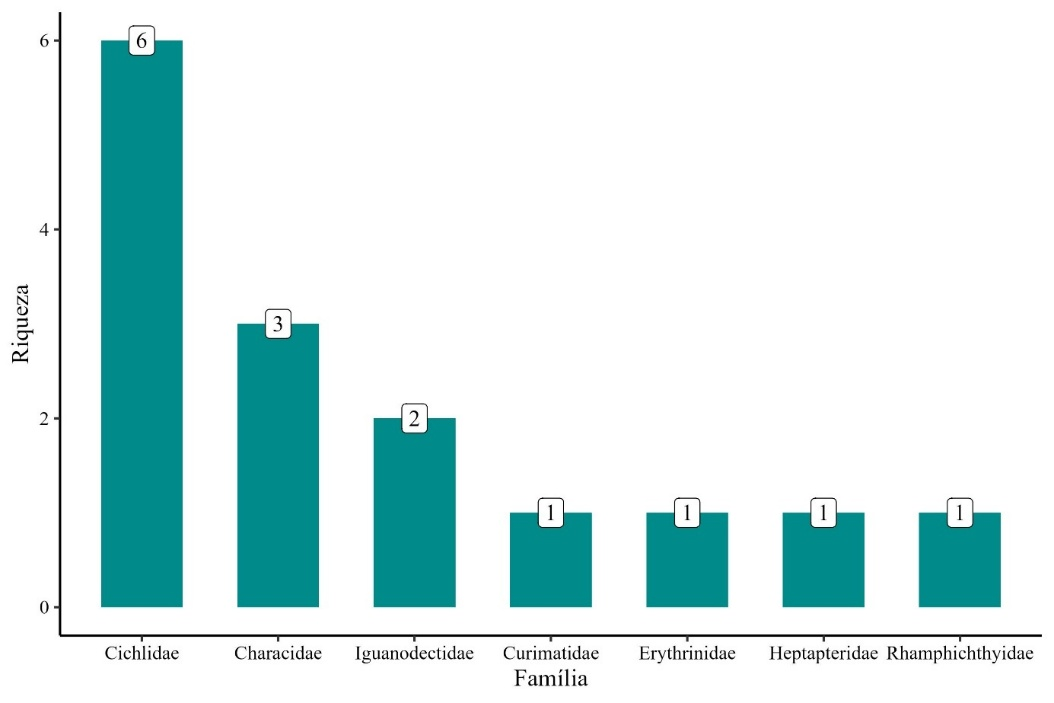 6
6
4
3
Riqueza
2
2
1 1 1 1
0
Cichlidae Characidae Iguanodectidae Curimatidae Erythrinidae Heptapteridae Rhamphichthyidae
Família